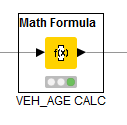 Math Formula
f(x)
VEH_AGE CALC